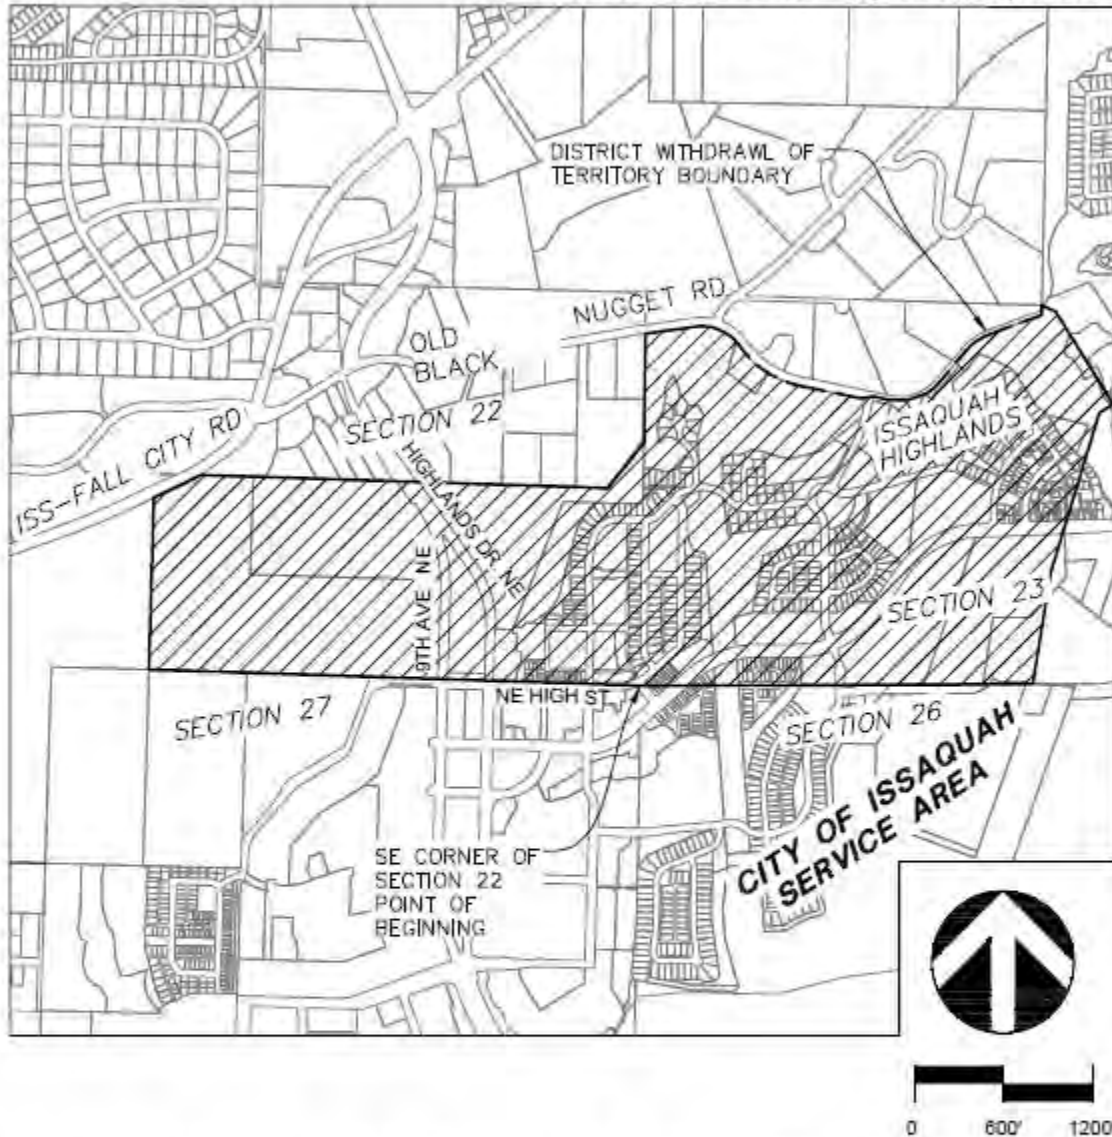 DISTRICT WITHDRAWL OF
TERRITORY BOUNDARY
NUGGET RD
OLD
BLACK
ISSAQUAH
HIGHLANDS
SECTION 22
ISS-FALL CITY RD
HIGHLANDS DR NE
9TH AVE NE
SECTION 23
NE HIGH ST
SECTION 27
SECTION 26
CITY OF ISSAQUAH
SERVICE AREA
SE CORNER OF
SECTION 22
POINT OF
BEGINNING
0 600' 1200